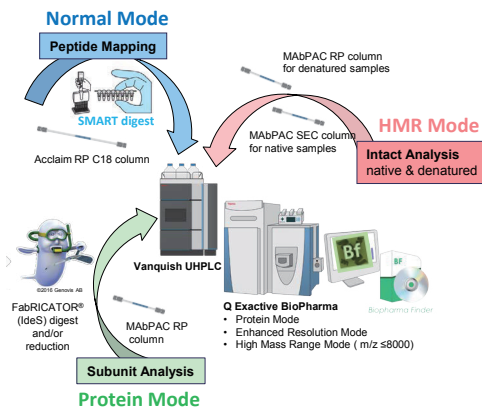 Normal Mode
Peptide Mapping
SMART digest
Acclaim RP C18 column
MAbPAC RP column
for denatured samples
MAbPAC SEC column
for native samples
HMR Mode
Intact Analysis
native & denatured
Vanquish UHPLC
©2016 Genovis AB
FabRICATOR®
(IdeS) digest
and/or
reduction
MAbPAC RP
column
Subunit Analysis
Protein Mode
Bf
BF
Biopharma Finder
Q Exactive BioPharma
• Protein Mode
• Enhanced Resolution Mode
• High Mass Range Mode ( m/z ≤8000)